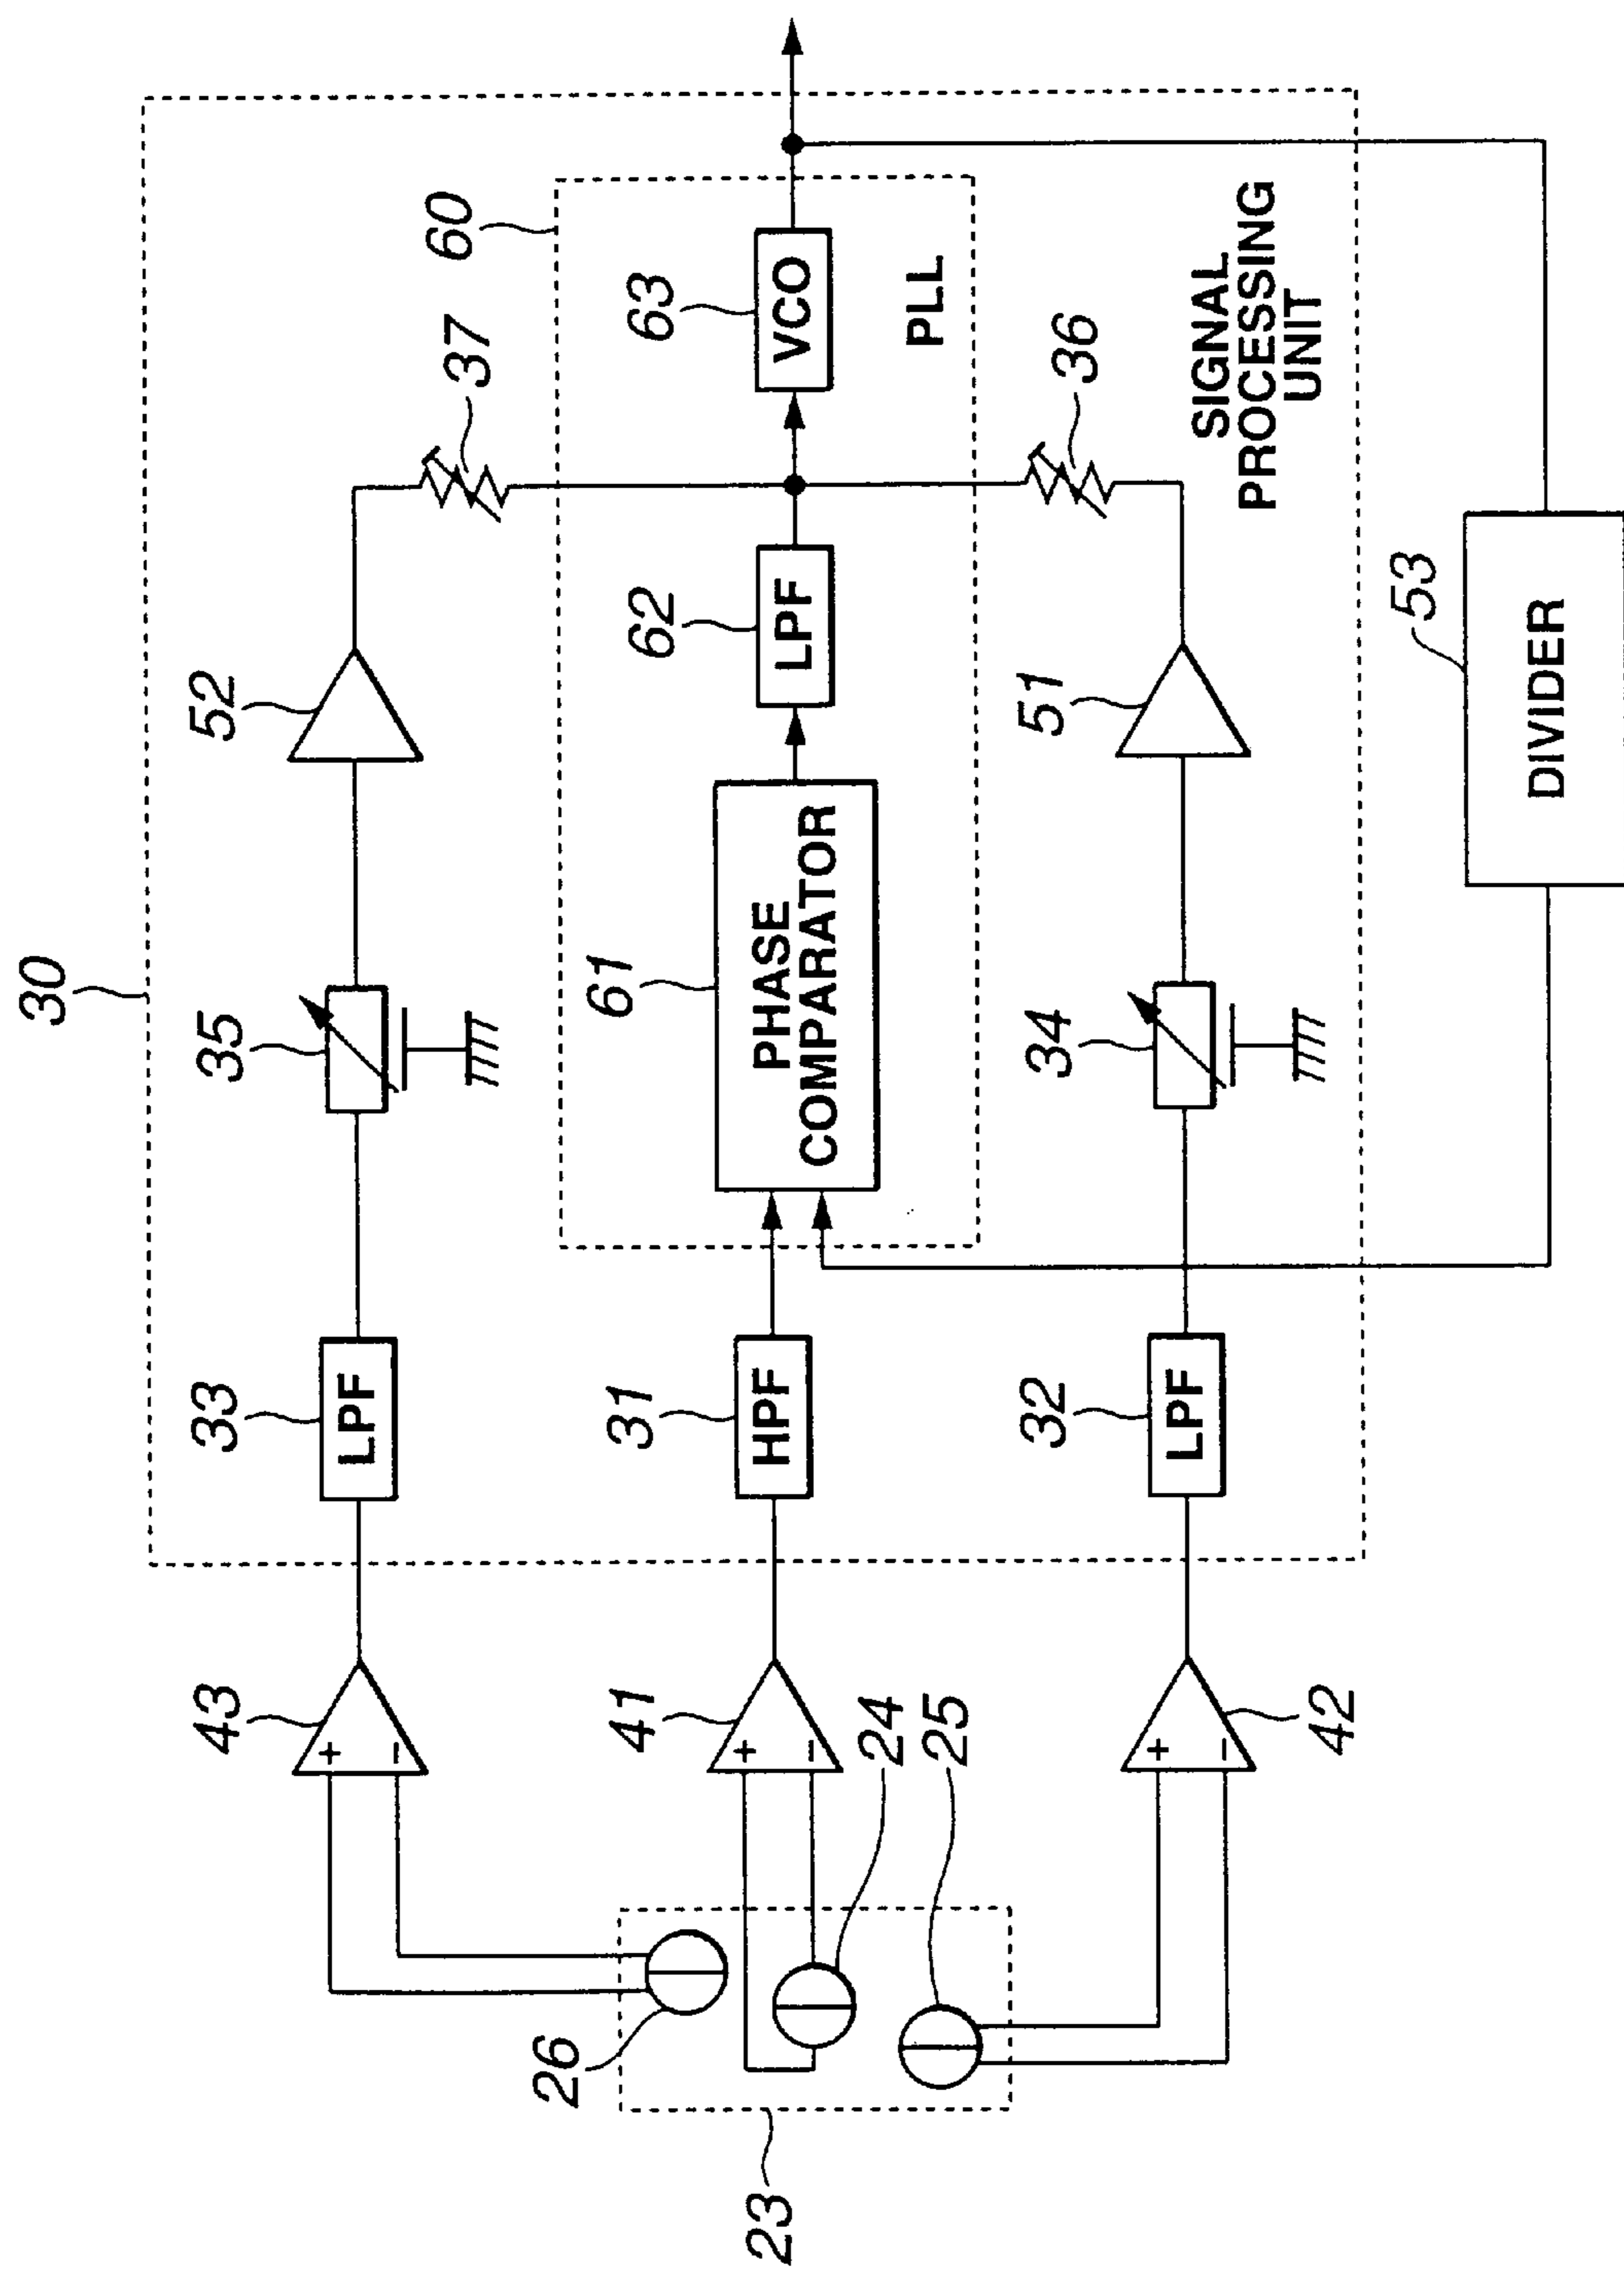 30
60
52
37
35
33
43
63
VCO
62
LPF
61
PHASE
COMPARATOR
PLL
LPF
31
HPF
41
+
−
+
−
26
24
25
23
36
51
34
32
LPF
42
+
−
SIGNAL
PROCESSING
UNIT
53
DIVIDER